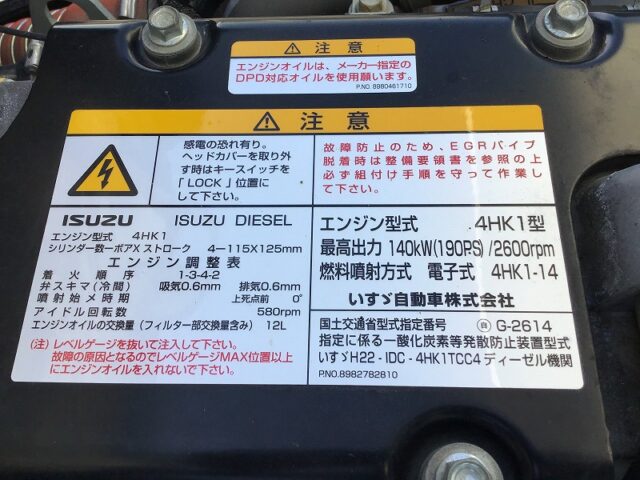 ⚠ 注意
エンジンオイルは、メーカー指定の
DPD対応オイルを使用願います。
P.NO. 8980461710
⚠ 注意
感電の恐れ有り。
ヘッドカバーを取り外
す時はキースイッチを
「LOCK」位置に
して下さい。
故障防止のため、EGRパイプ
脱着時は整備要領書を参照の上
必ず組付け手順を守って作業し
て下さい。
ISUZU ISUZU DIESEL
エンジン型式 4HK1
シリンダー数ーボアX ストローク 4-115X125mm
エンジン調整表
着火順序 1-3-4-2
弁スキマ(冷間) 吸気0.6mm 排気0.6mm
噴射始メ時期 上死点前 0°
アイドル回転数 580rpm
エンジンオイルの交換量(フィルター部交換量含み) 12L
(注)レベルゲージを抜いて注入して下さい。
故障の原因となるのでレベルゲージMAX位置以上
にエンジンオイルを入れないで下さい。
エンジン型式 4HK1型
最高出力 140kW(190PS)/2600rpm
燃料噴射方式 電子式 4HK1-14
いすゞ自動車株式会社
国土交通省型式指定番号 G-2614
指定に係る一酸化炭素等発散防止装置型式
いすゞH22-IDC-4HK1TCC4ディーゼル機関
P.NO. 8982782810